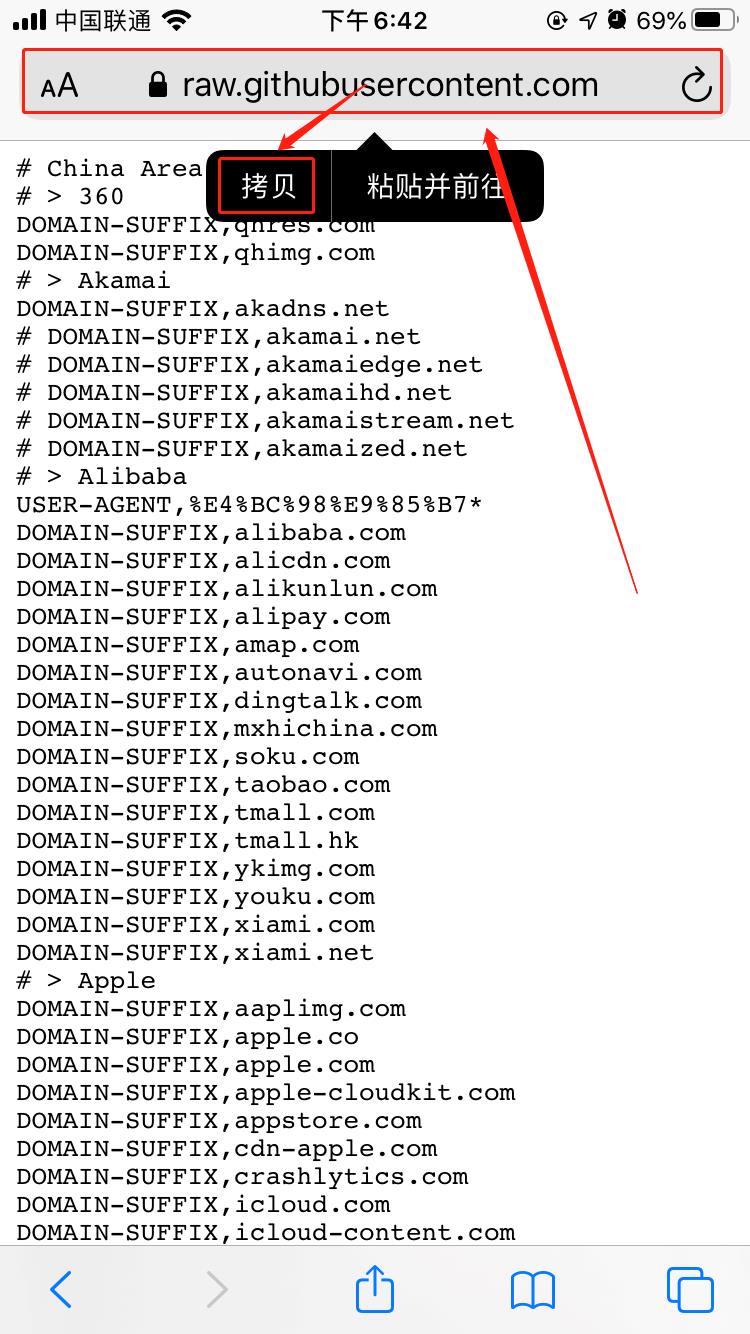 中国联通 下午6:42 69%
AA raw.githubusercontent.com
拷贝 粘贴并前往
# China Area
# > 360
DOMAIN-SUFFIX,qhres.com
DOMAIN-SUFFIX,qhimg.com
# > Akamai
DOMAIN-SUFFIX,akadns.net
# DOMAIN-SUFFIX,akamai.net
# DOMAIN-SUFFIX,akamaiedge.net
# DOMAIN-SUFFIX,akamaihd.net
# DOMAIN-SUFFIX,akamaistream.net
# DOMAIN-SUFFIX,akamaized.net
# > Alibaba
USER-AGENT,%E4%BC%98%E9%85%B7*
DOMAIN-SUFFIX,alibaba.com
DOMAIN-SUFFIX,alicdn.com
DOMAIN-SUFFIX,alikunlun.com
DOMAIN-SUFFIX,alipay.com
DOMAIN-SUFFIX,amap.com
DOMAIN-SUFFIX,autonavi.com
DOMAIN-SUFFIX,dingtalk.com
DOMAIN-SUFFIX,mxhichina.com
DOMAIN-SUFFIX,soku.com
DOMAIN-SUFFIX,taobao.com
DOMAIN-SUFFIX,tmall.com
DOMAIN-SUFFIX,tmall.hk
DOMAIN-SUFFIX,ykimg.com
DOMAIN-SUFFIX,youku.com
DOMAIN-SUFFIX,xiami.com
DOMAIN-SUFFIX,xiami.net
# > Apple
DOMAIN-SUFFIX,aaplimg.com
DOMAIN-SUFFIX,apple.co
DOMAIN-SUFFIX,apple.com
DOMAIN-SUFFIX,apple-cloudkit.com
DOMAIN-SUFFIX,appstore.com
DOMAIN-SUFFIX,cdn-apple.com
DOMAIN-SUFFIX,crashlytics.com
DOMAIN-SUFFIX,icloud.com
DOMAIN-SUFFIX,icloud-content.com